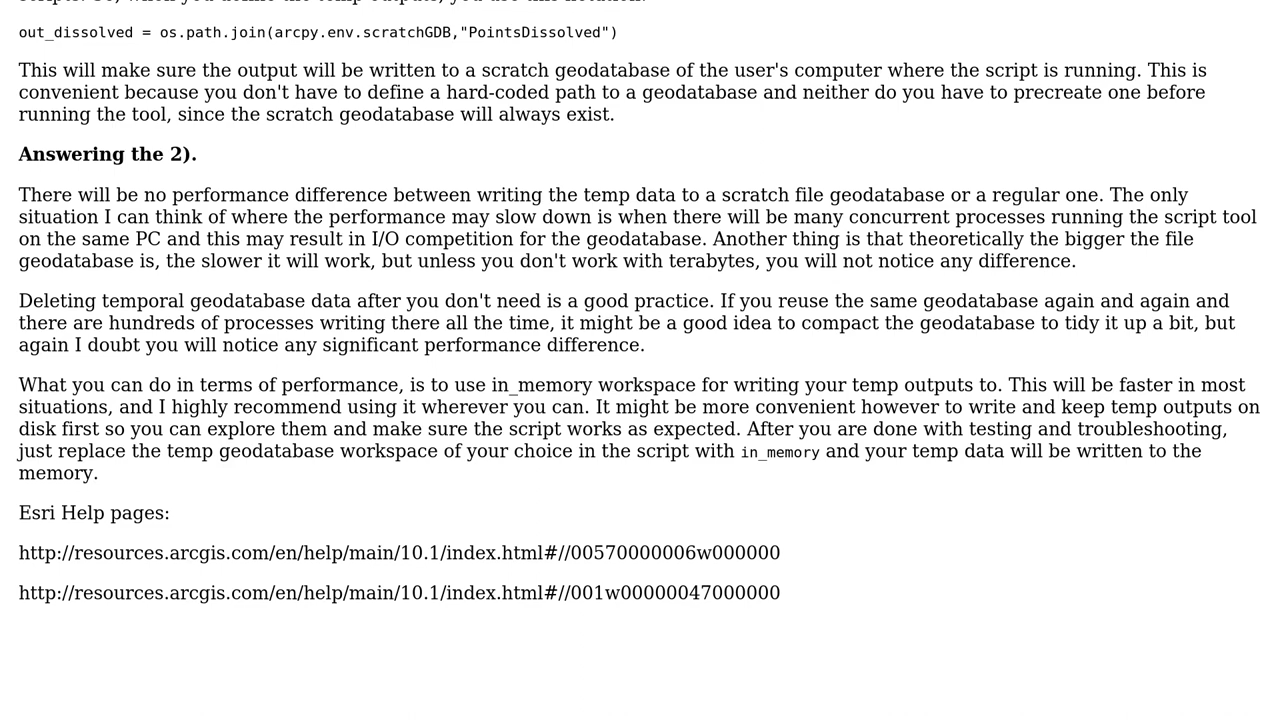 out_dissolved = os.path.join(arcpy.env.scratchGDB,"PointsDissolved")
This will make sure the output will be written to a scratch geodatabase of the user's computer where the script is running. This is
convenient because you don't have to define a hard-coded path to a geodatabase and neither do you have to precreate one before
running the tool, since the scratch geodatabase will always exist.
Answering the 2).
There will be no performance difference between writing the temp data to a scratch file geodatabase or a regular one. The only
situation I can think of where the performance may slow down is when there will be many concurrent processes running the script tool
on the same PC and this may result in I/O competition for the geodatabase. Another thing is that theoretically the bigger the file
geodatabase is, the slower it will work, but unless you don't work with terabytes, you will not notice any difference.
Deleting temporal geodatabase data after you don't need is a good practice. If you reuse the same geodatabase again and again and
there are hundreds of processes writing there all the time, it might be a good idea to compact the geodatabase to tidy it up a bit, but
again I doubt you will notice any significant performance difference.
What you can do in terms of performance, is to use in_memory workspace for writing your temp outputs to. This will be faster in most
situations, and I highly recommend using it wherever you can. It might be more convenient however to write and keep temp outputs on
disk first so you can explore them and make sure the script works as expected. After you are done with testing and troubleshooting,
just replace the temp geodatabase workspace of your choice in the script with in_memory and your temp data will be written to the
memory.
Esri Help pages:
http://resources.arcgis.com/en/help/main/10.1/index.html#//00570000006w000000
http://resources.arcgis.com/en/help/main/10.1/index.html#//001w00000047000000